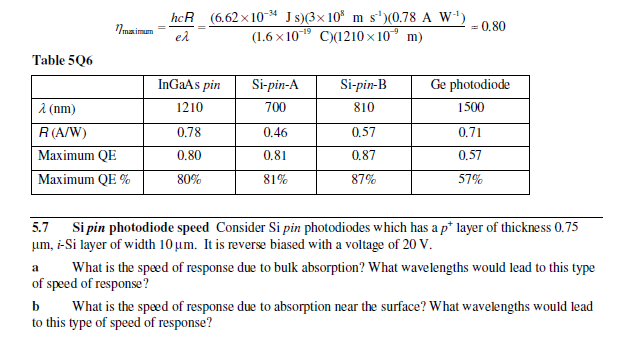 η_maximum = hcR / eλ = (6.62×10⁻³⁴ J s)(3×10⁸ m s⁻¹)(0.78 A W⁻¹) / (1.6×10⁻¹⁹ C)(1210×10⁻⁹ m) = 0.80
Table 5Q6
InGaAs pin Si-pin-A Si-pin-B Ge photodiode
λ (nm) 1210 700 810 1500
R (A/W) 0.78 0.46 0.57 0.71
Maximum QE 0.80 0.81 0.87 0.57
Maximum QE % 80% 81% 87% 57%
5.7 Si pin photodiode speed Consider Si pin photodiodes which has a p⁺ layer of thickness 0.75
μm, i-Si layer of width 10 μm. It is reverse biased with a voltage of 20 V.
a What is the speed of response due to bulk absorption? What wavelengths would lead to this type
of speed of response?
b What is the speed of response due to absorption near the surface? What wavelengths would lead
to this type of speed of response?